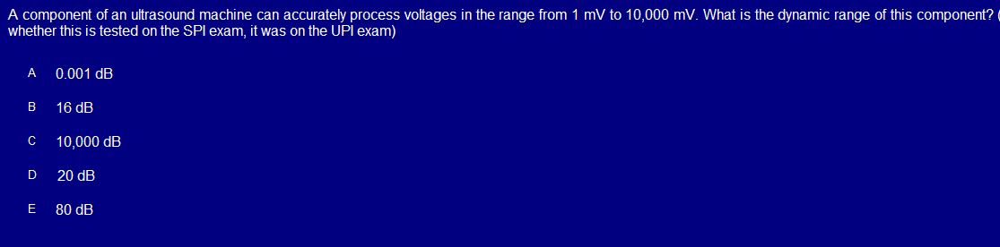 A component of an ultrasound machine can accurately process voltages in the range from 1 mV to 10,000 mV. What is the dynamic range of this component? (
whether this is tested on the SPI exam, it was on the UPI exam)
A 0.001 dB
B 16 dB
C 10,000 dB
D 20 dB
E 80 dB